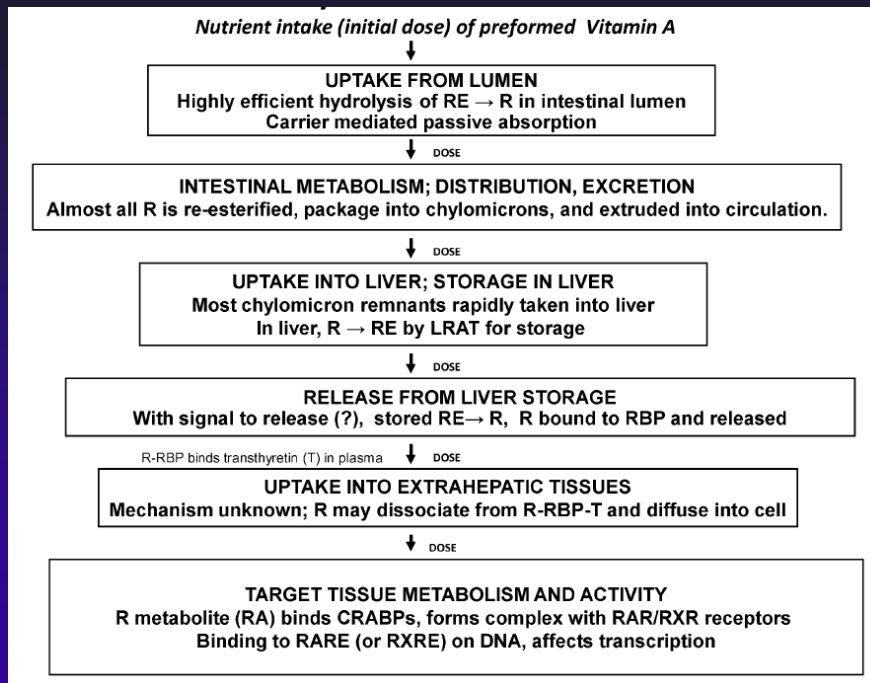 Nutrient intake (initial dose) of preformed Vitamin A
UPTAKE FROM LUMEN
Highly efficient hydrolysis of RE → R in intestinal lumen
Carrier mediated passive absorption
DOSE
INTESTINAL METABOLISM; DISTRIBUTION, EXCRETION
Almost all R is re-esterified, package into chylomicrons, and extruded into circulation.
DOSE
UPTAKE INTO LIVER; STORAGE IN LIVER
Most chylomicron remnants rapidly taken into liver
In liver, R → RE by LRAT for storage
DOSE
RELEASE FROM LIVER STORAGE
With signal to release (?), stored RE→ R, R bound to RBP and released
R-RBP binds transthyretin (T) in plasma DOSE
UPTAKE INTO EXTRAHEPATIC TISSUES
Mechanism unknown; R may dissociate from R-RBP-T and diffuse into cell
DOSE
TARGET TISSUE METABOLISM AND ACTIVITY
R metabolite (RA) binds CRABPs, forms complex with RAR/RXR receptors
Binding to RARE (or RXRE) on DNA, affects transcription